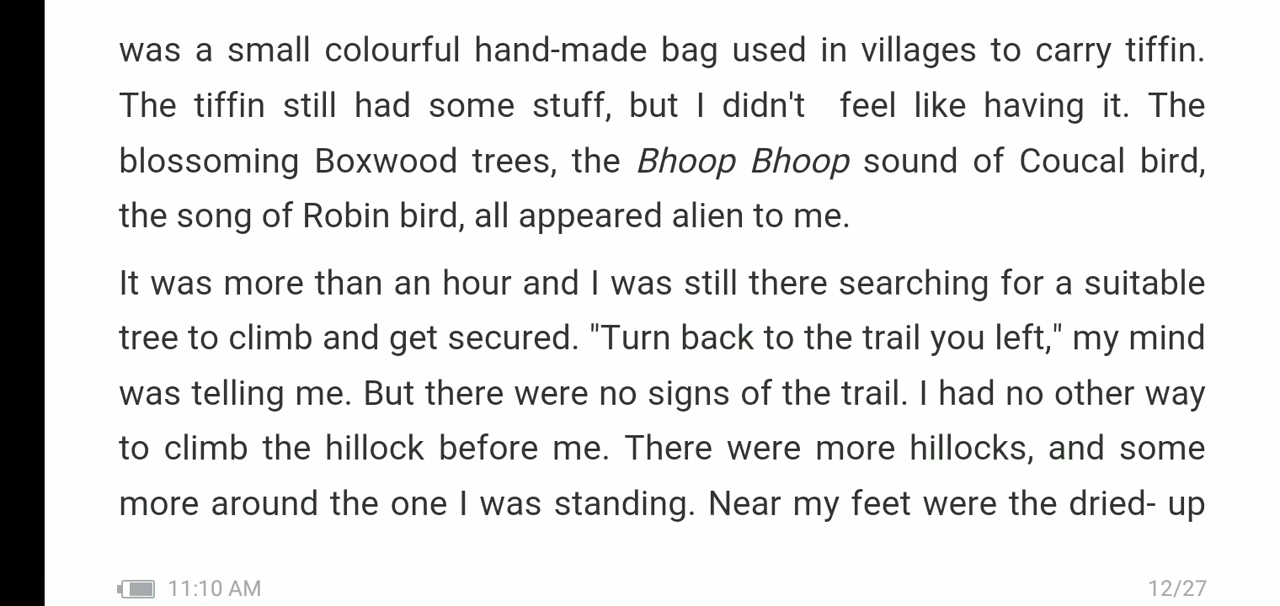 was a small colourful hand-made bag used in villages to carry tiffin.
The tiffin still had some stuff, but I didn't  feel like having it. The
blossoming Boxwood trees, the Bhoop Bhoop sound of Coucal bird,
the song of Robin bird, all appeared alien to me.
It was more than an hour and I was still there searching for a suitable
tree to climb and get secured. "Turn back to the trail you left," my mind
was telling me. But there were no signs of the trail. I had no other way
to climb the hillock before me. There were more hillocks, and some
more around the one I was standing. Near my feet were the dried- up
11:10 AM
12/27